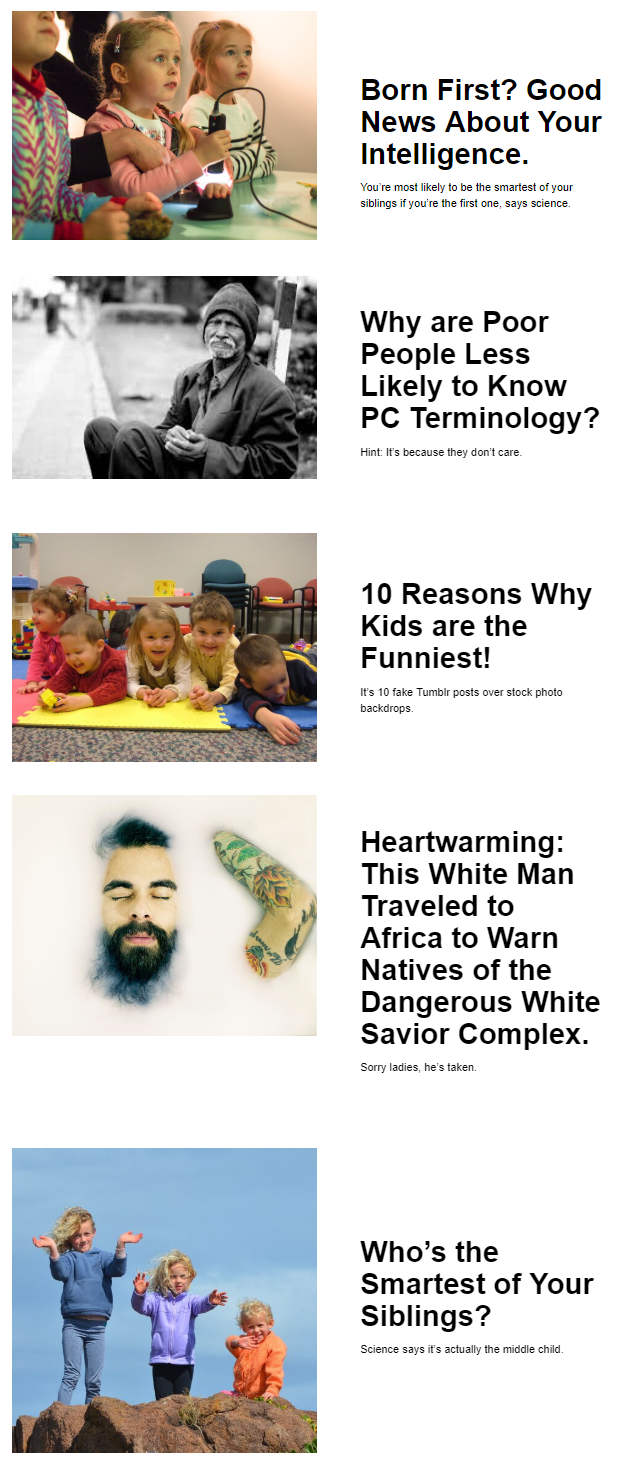 Born First? Good
News About Your
Intelligence.
You’re most likely to be the smartest of your
siblings if you’re the first one, says science.
Why are Poor
People Less
Likely to Know
PC Terminology?
Hint: It’s because they don’t care.
10 Reasons Why
Kids are the
Funniest!
It’s 10 fake Tumblr posts over stock photo
backdrops.
Heartwarming:
This White Man
Traveled to
Africa to Warn
Natives of the
Dangerous White
Savior Complex.
Sorry ladies, he’s taken.
Who’s the
Smartest of Your
Siblings?
Science says it’s actually the middle child.